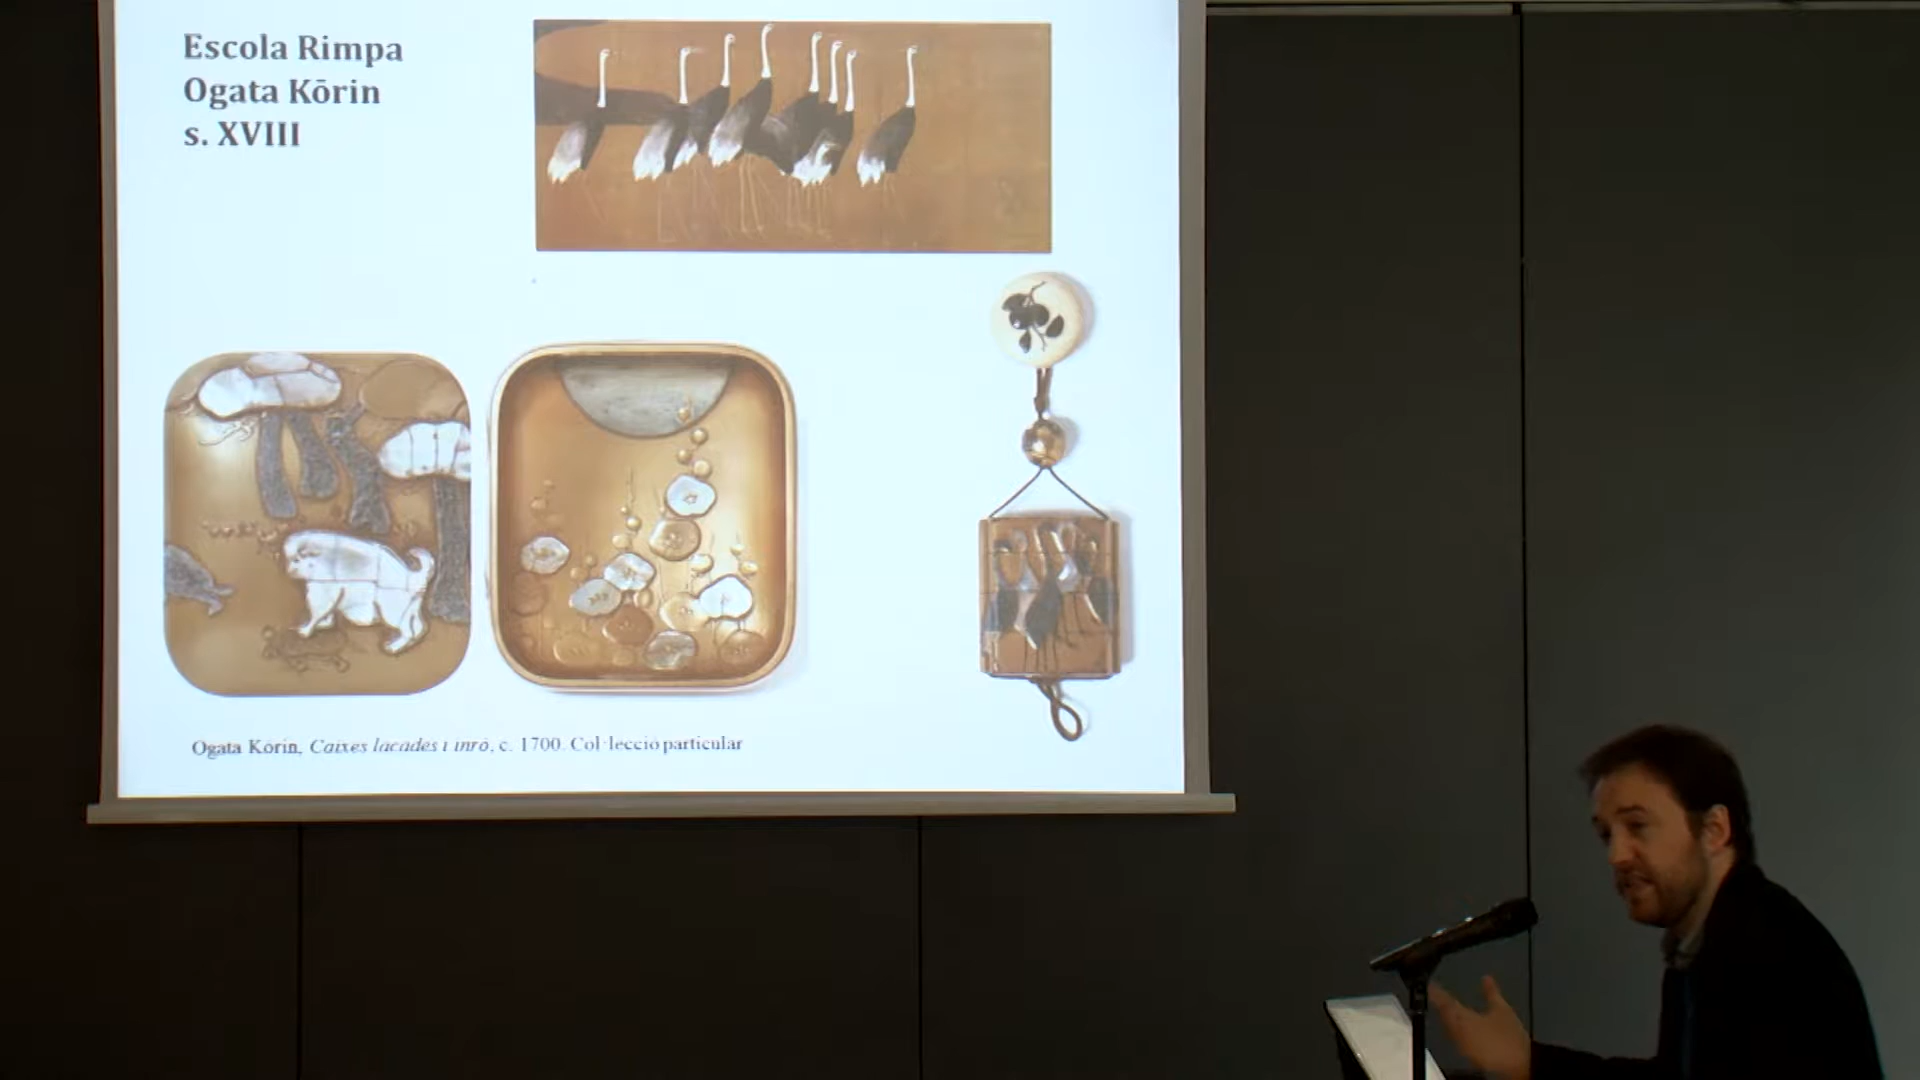 Escola Rimpa
Ogata Kōrin
s. XVIII
Ogata Kōrin, Caixes lacades i inrō, c. 1700. Col·lecció particular